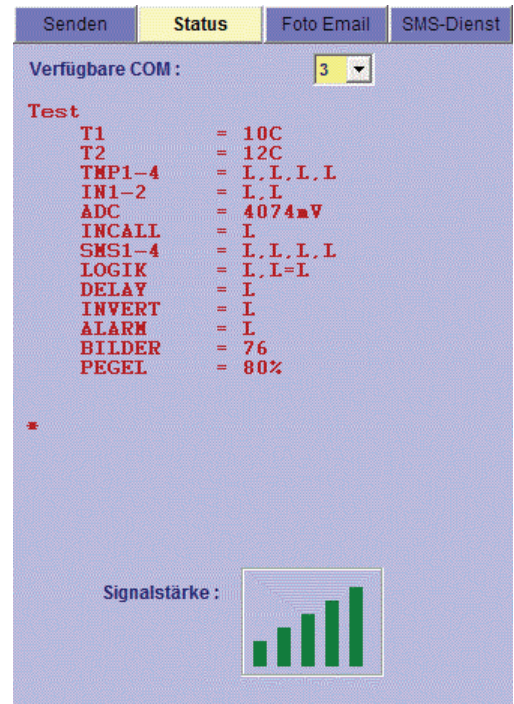 Senden Status Foto Email SMS-Dienst
Verfügbare COM : 3
Test
T1 = 10C
T2 = 12C
TMP1-4 = L,L,L,L
IN1-2 = L,L
ADC = 4074mV
INCALL = L
SMS1-4 = L,L,L,L
LOGIK = L,L=L
DELAY = L
INVERT = L
ALARM = L
BILDER = 76
PEGEL = 80%
*
Signalstärke :